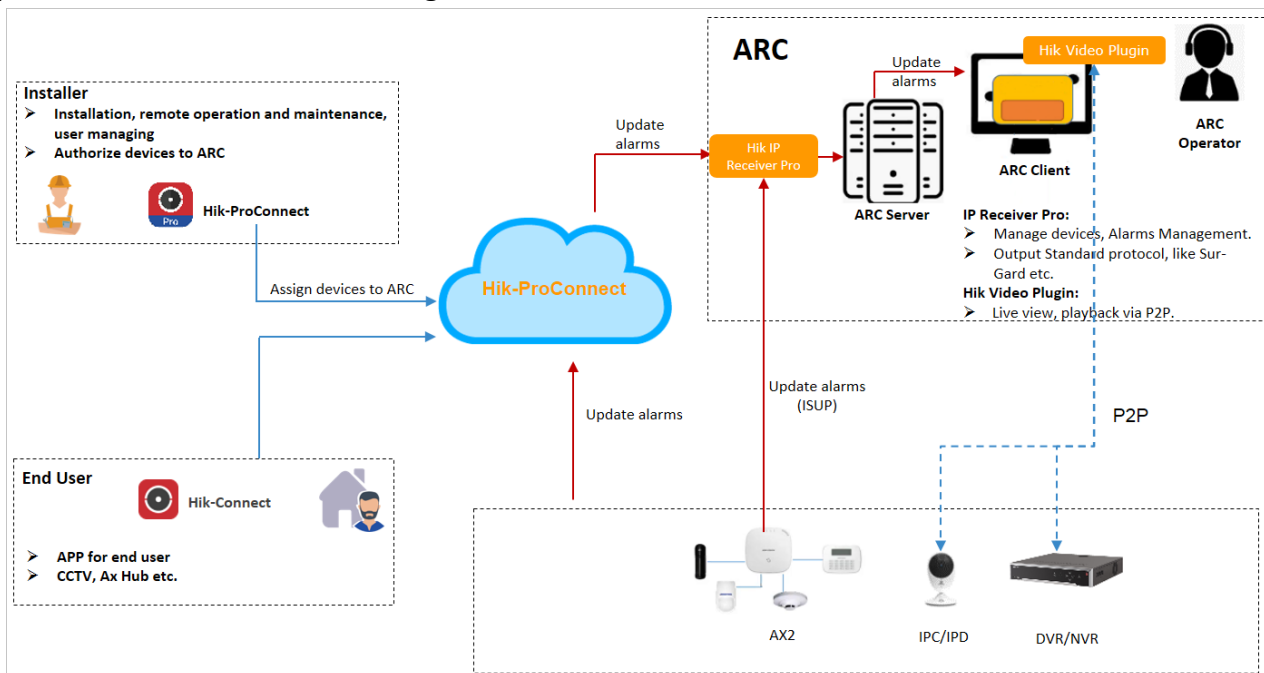 ARC
Hik Video Plugin
Update
alarms
ARC
Operator
ARC Client
Hik IP
Receiver Pro
ARC Server
IP Receiver Pro:
➢ Manage devices, Alarms Management.
➢ Output Standard protocol, like Sur-
Gard etc.
Hik Video Plugin:
➢ Live view, playback via P2P.
Installer
➢ Installation, remote operation and maintenance,
user managing
➢ Authorize devices to ARC
Pro
Hik-ProConnect
Update
alarms
Assign devices to ARC
Hik-ProConnect
Update alarms
Update alarms
(ISUP)
P2P
End User
Hik-Connect
➢ APP for end user
➢ CCTV, Ax Hub etc.
AX2
IPC/IPD
DVR/NVR